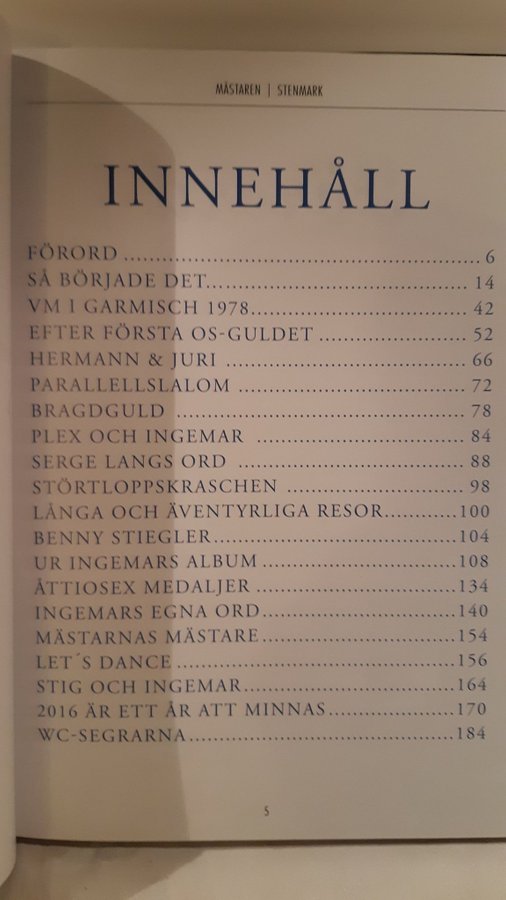 MÄSTAREN | STENMARK
INNEHÅLL
FÖRORD ........................................................ 6
SÅ BÖRJADE DET.......................................... 14
VM I GARMISCH 1978................................... 42
EFTER FÖRSTA OS-GULDET ......................... 52
HERMANN & JURI ....................................... 66
PARALLELLSLALOM ..................................... 72
BRAGDGULD ............................................... 78
PLEX OCH INGEMAR ................................... 84
SERGE LANGS ORD ..................................... 88
STÖRTLOPPSKRASCHEN .............................. 98
LÅNGA OCH ÄVENTYRLIGA RESOR............100
BENNY STIEGLER.........................................104
UR INGEMARS ALBUM..................................108
ÅTTIOSEX MEDALJER ...................................134
INGEMARS EGNA ORD..................................140
MÄSTARNAS MÄSTARE..................................154
LET´S DANCE ..............................................156
STIG OCH INGEMAR....................................164
2016 ÄR ETT ÅR ATT MINNAS.......................170
WC-SEGRARNA............................................184
5